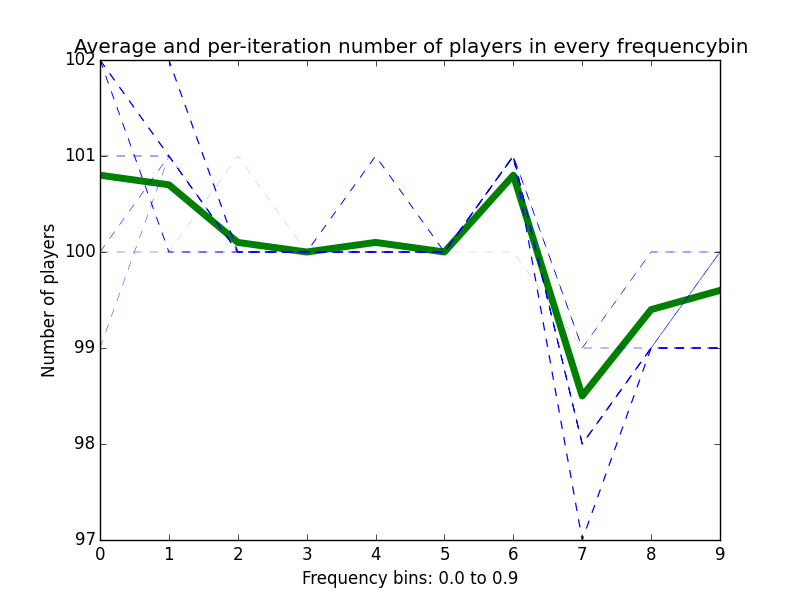 Average and per-iteration number of players in every frequencybin
102
101
100
99
98
97
Number of players
0 1 2 3 4 5 6 7 8 9
Frequency bins: 0.0 to 0.9